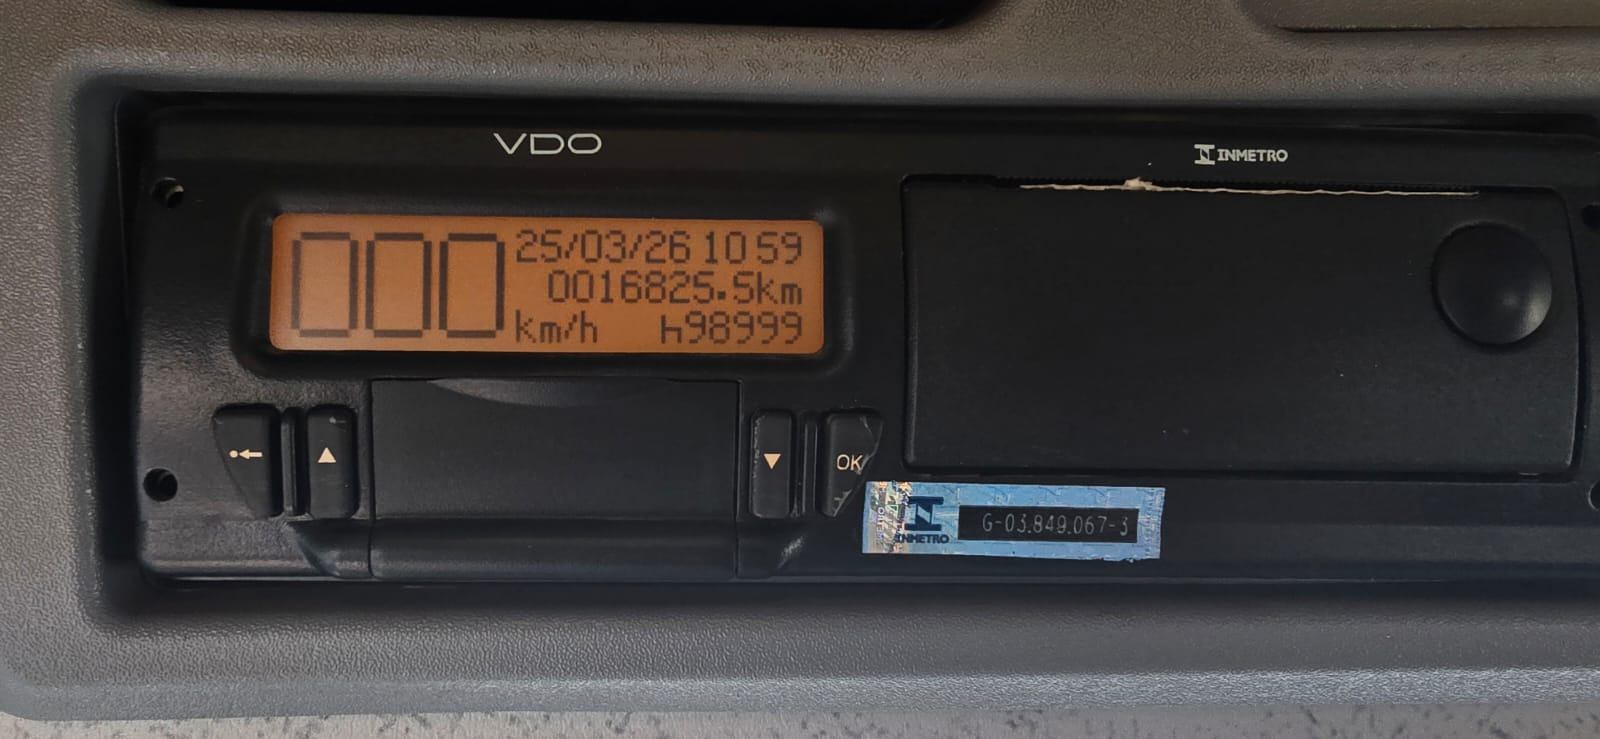 VDO
INMETRO
000
25/03/26 10 59
0016825.5km
km/h h98999
OK
INMETRO
G-03.849.067-3